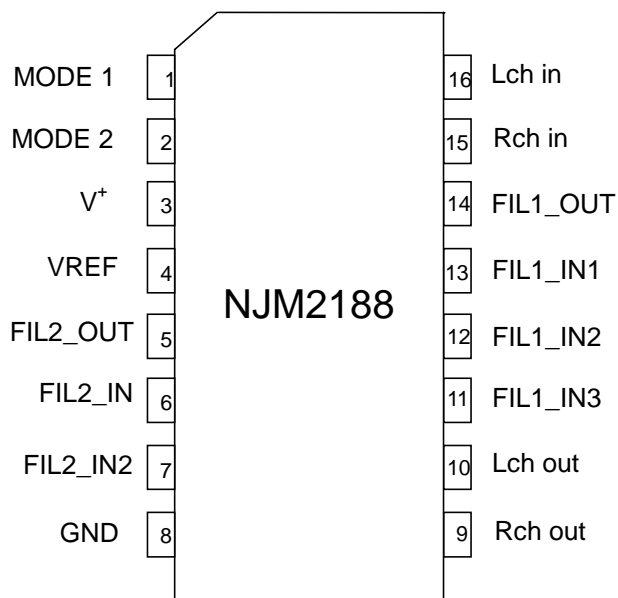 MODE 1 1 16 Lch in
MODE 2 2 15 Rch in
V+ 3 14 FIL1_OUT
VREF 4 13 FIL1_IN1
NJM2188
FIL2_OUT 5 12 FIL1_IN2
FIL2_IN 6 11 FIL1_IN3
FIL2_IN2 7 10 Lch out
GND 8 9 Rch out